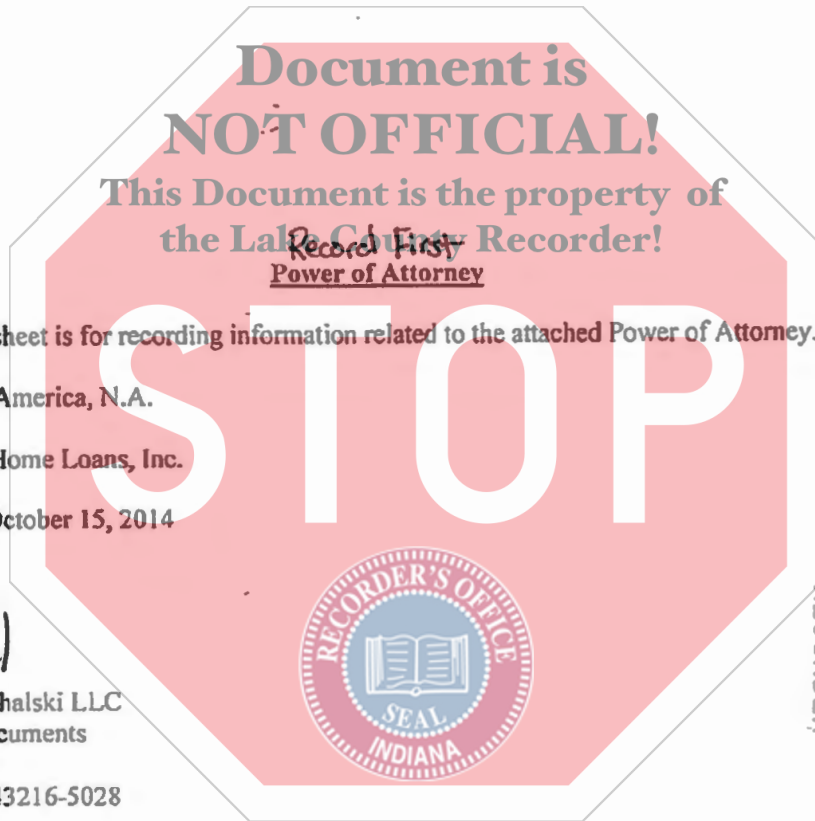 Document is
NOT OFFICIAL!
This Document is the property of
the Lake County Recorder!
Record First
Power of Attorney
heet is for recording information related to the attached Power of Attorney.
America, N.A.
Home Loans, Inc.
October 15, 2014
STOP
RECORDER'S OFFICE
SEAL
INDIANA
halski LLC
cuments
43216-5028